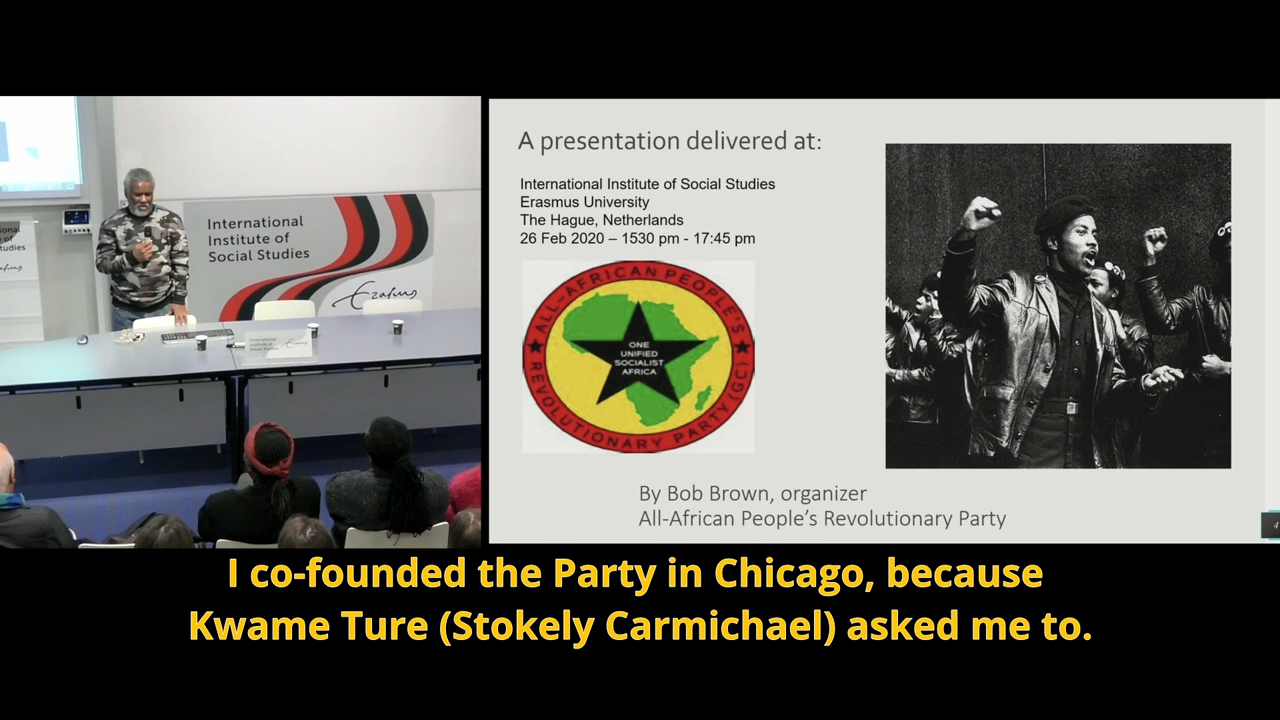 International
Institute of
Social Studies
Erasmus
A presentation delivered at:
International Institute of Social Studies
Erasmus University
The Hague, Netherlands
26 Feb 2020 – 1530 pm - 17:45 pm
ALL-AFRICAN PEOPLE'S
REVOLUTIONARY PARTY (GC)
ONE
UNIFIED
SOCIALIST
AFRICA
By Bob Brown, organizer
All-African People’s Revolutionary Party
4
I co-founded the Party in Chicago, because
Kwame Ture (Stokely Carmichael) asked me to.